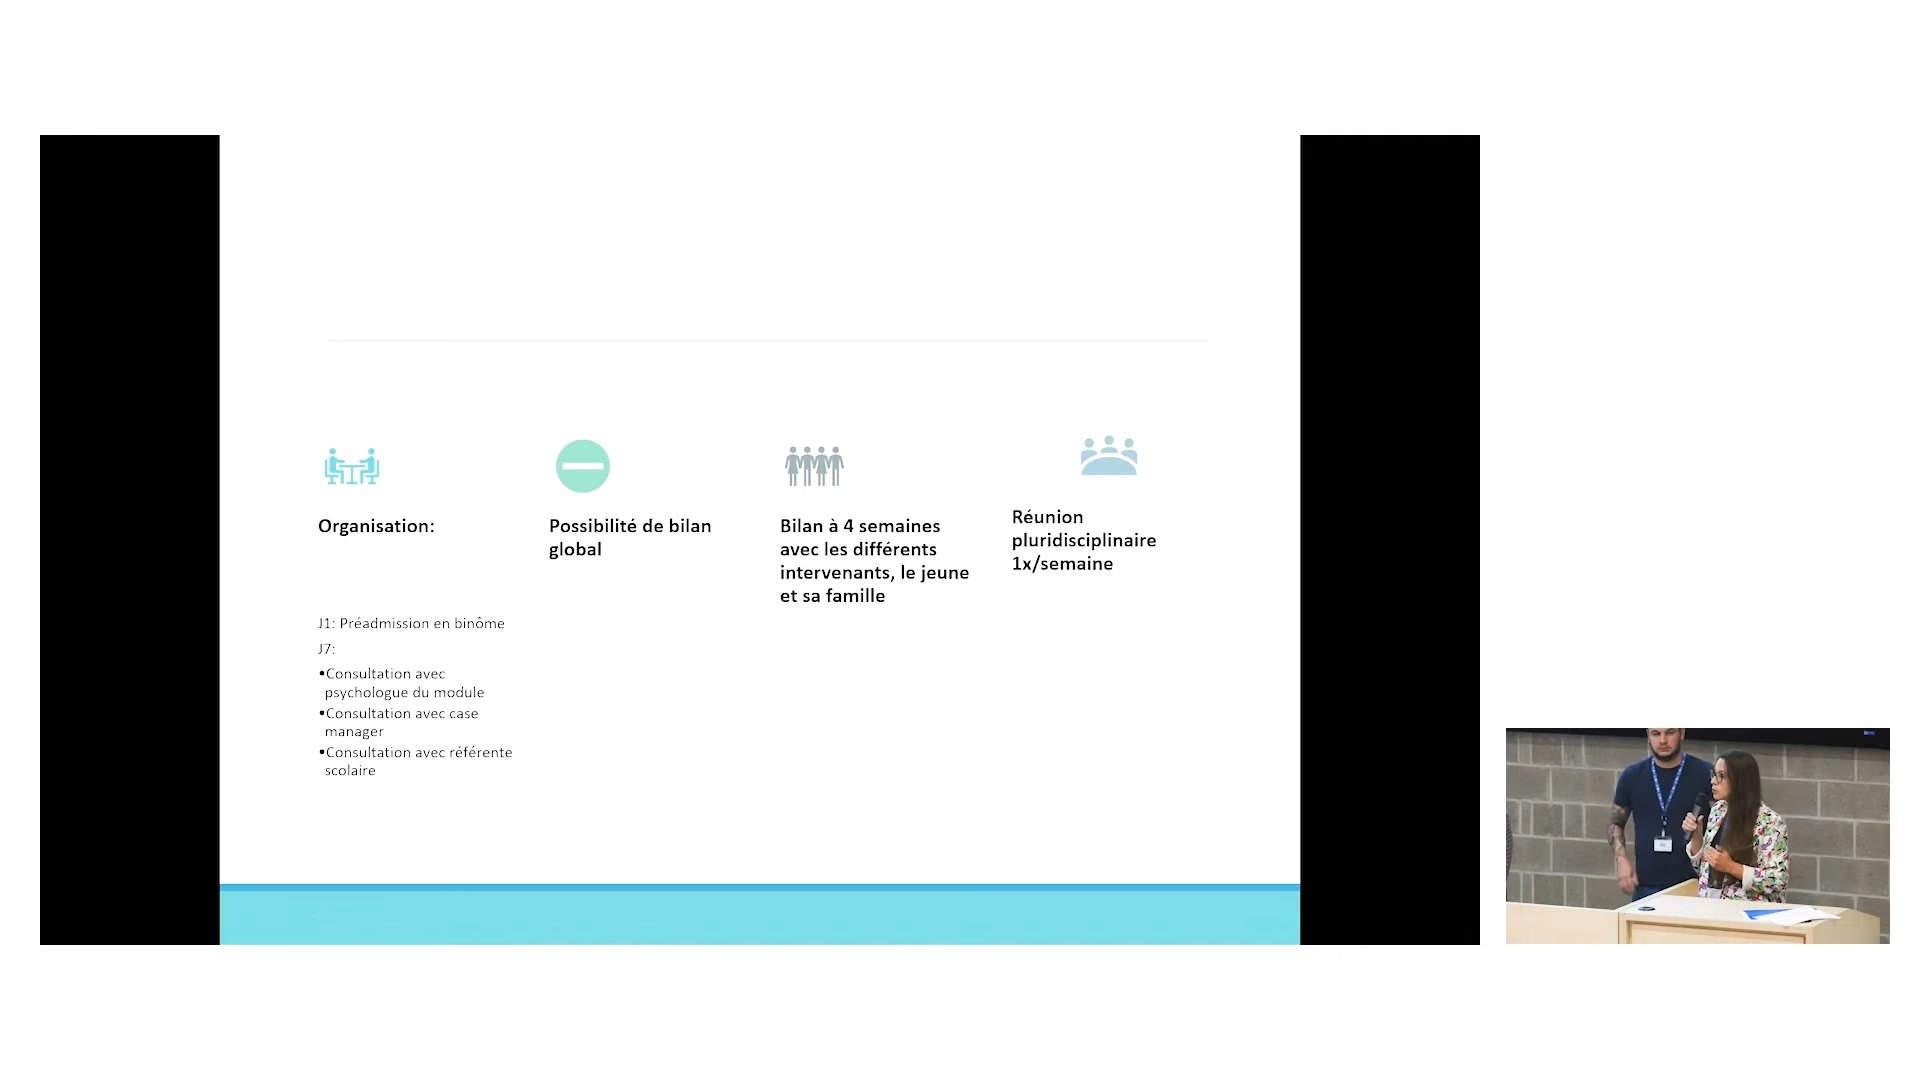 Organisation:
J1: Préadmission en binôme
J7:
•Consultation avec
psychologue du module
•Consultation avec case
manager
•Consultation avec référente
scolaire
Possibilité de bilan
global
Bilan à 4 semaines
avec les différents
intervenants, le jeune
et sa famille
Réunion
pluridisciplinaire
1x/semaine